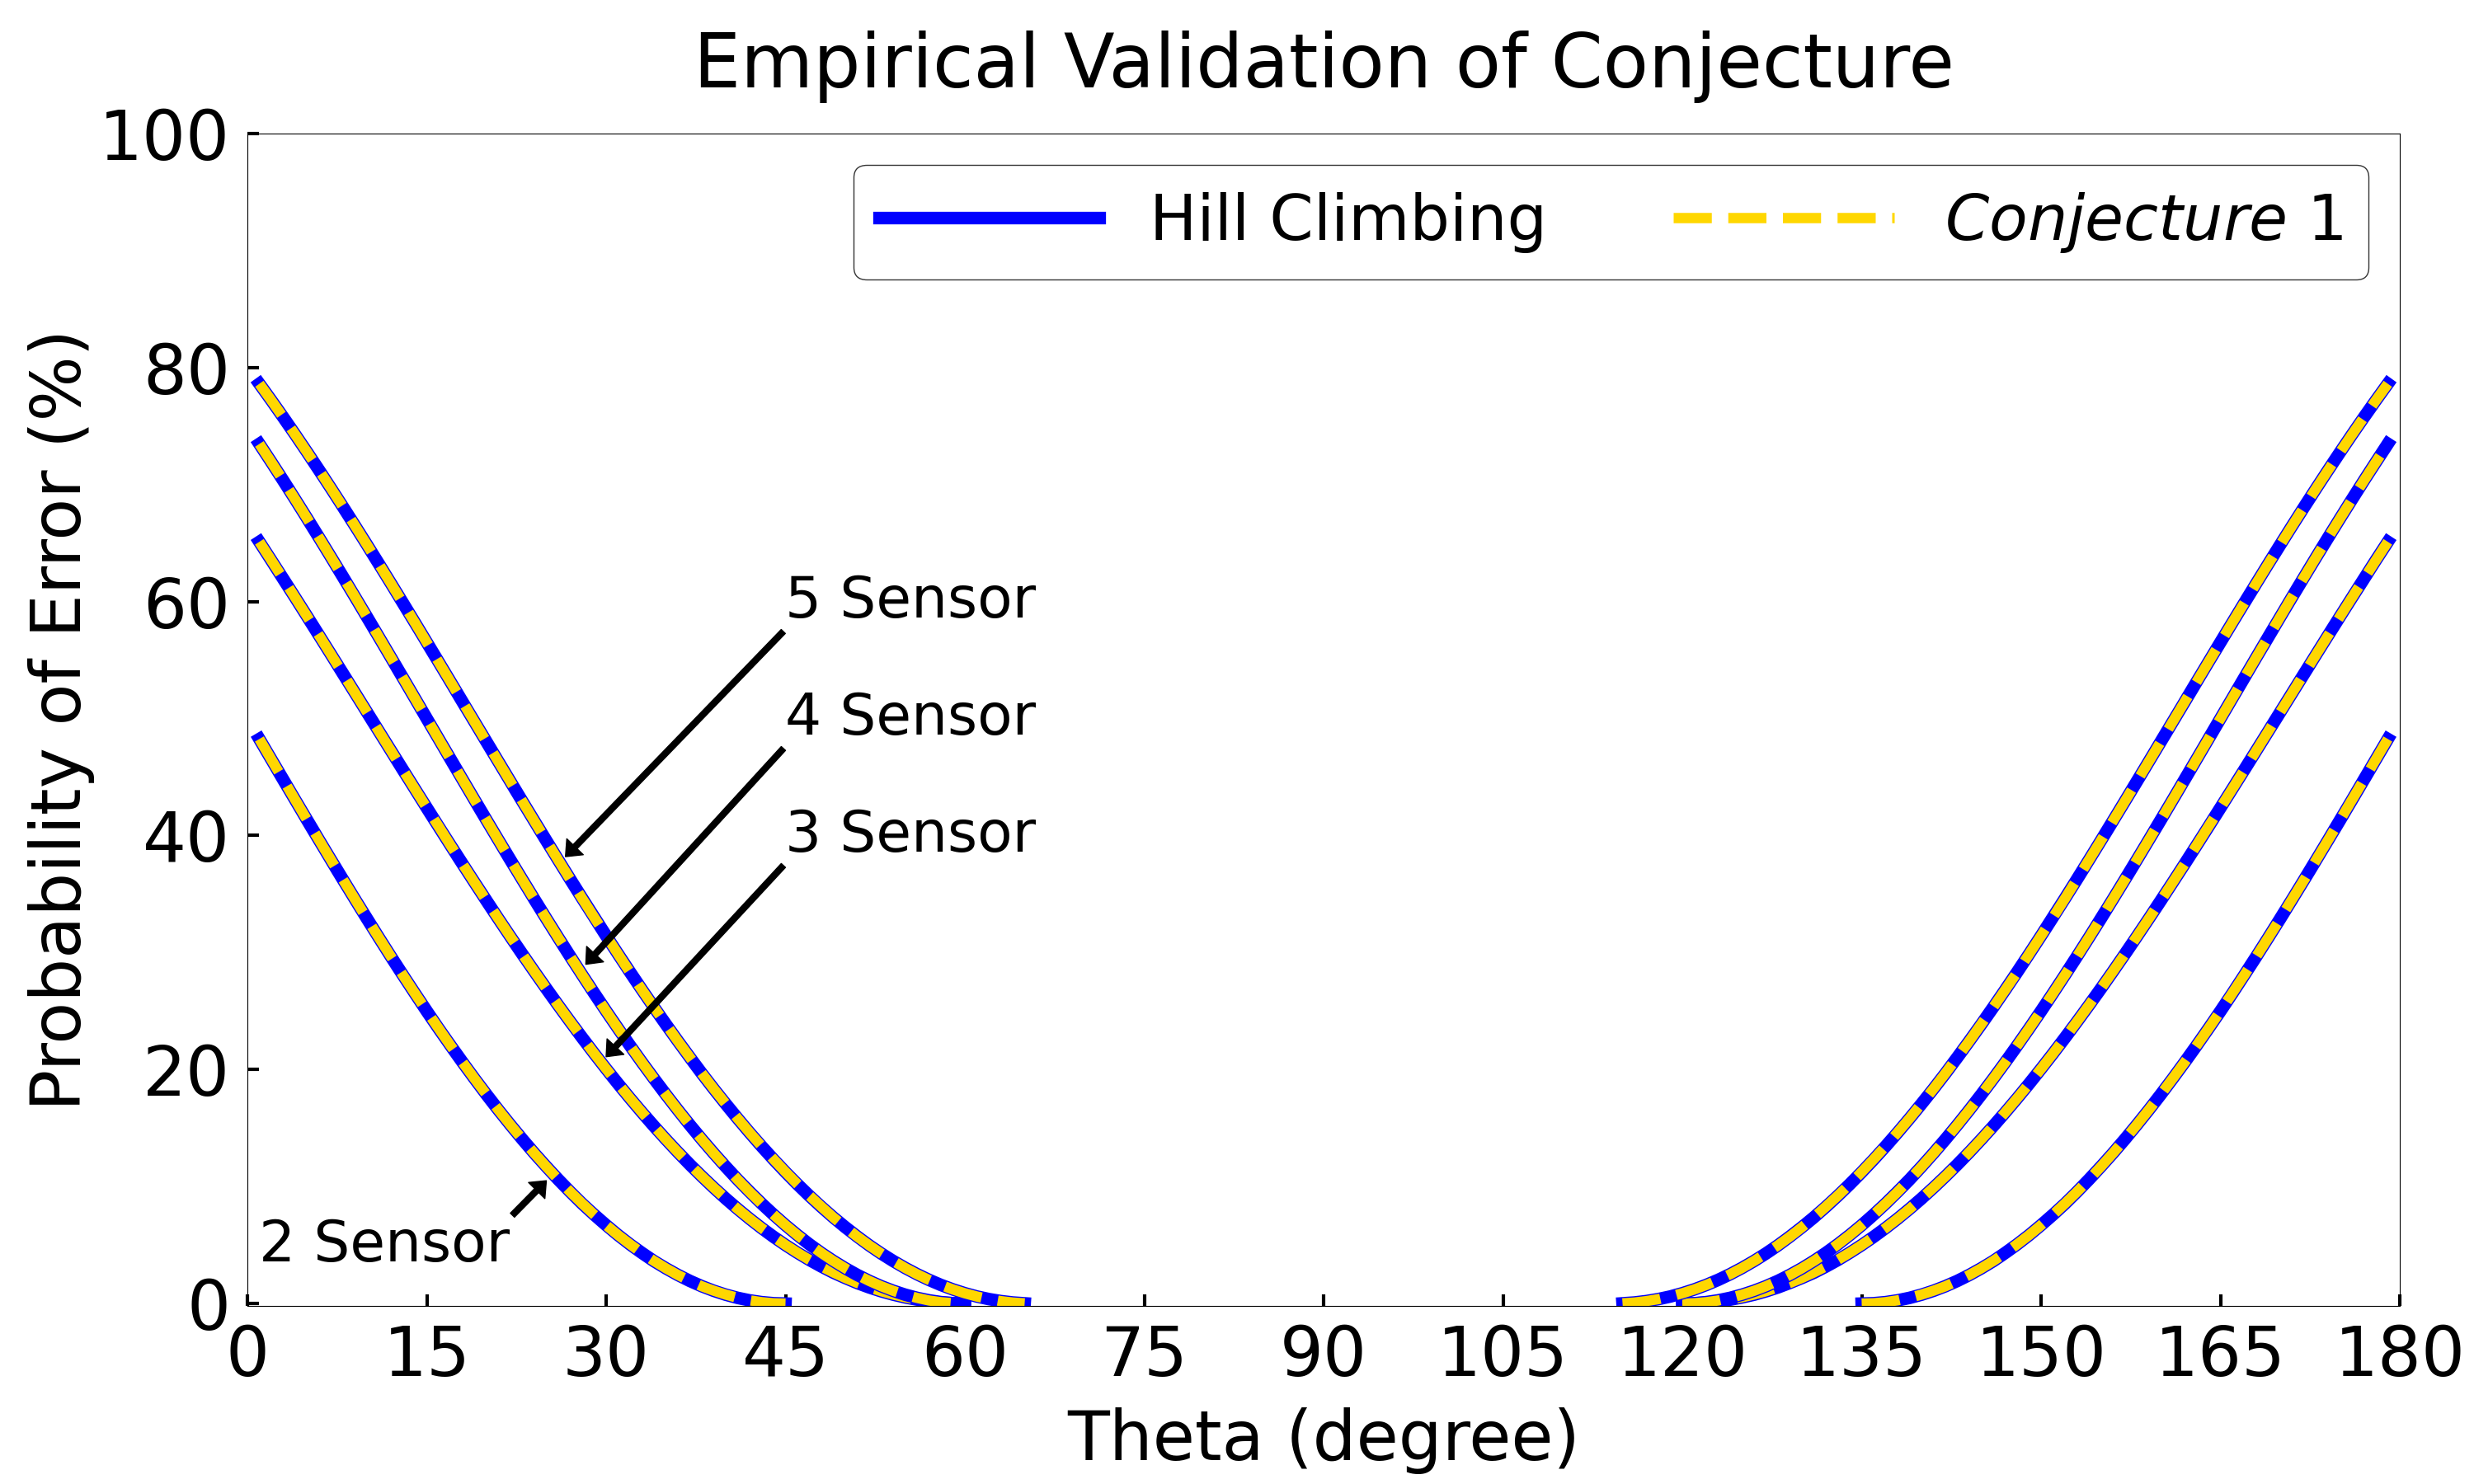 Empirical Validation of Conjecture
100
80
60
40
20
0
Probability of Error (%)
Hill Climbing
Conjecture 1
5 Sensor
4 Sensor
3 Sensor
2 Sensor
0 15 30 45 60 75 90 105 120 135 150 165 180
Theta (degree)